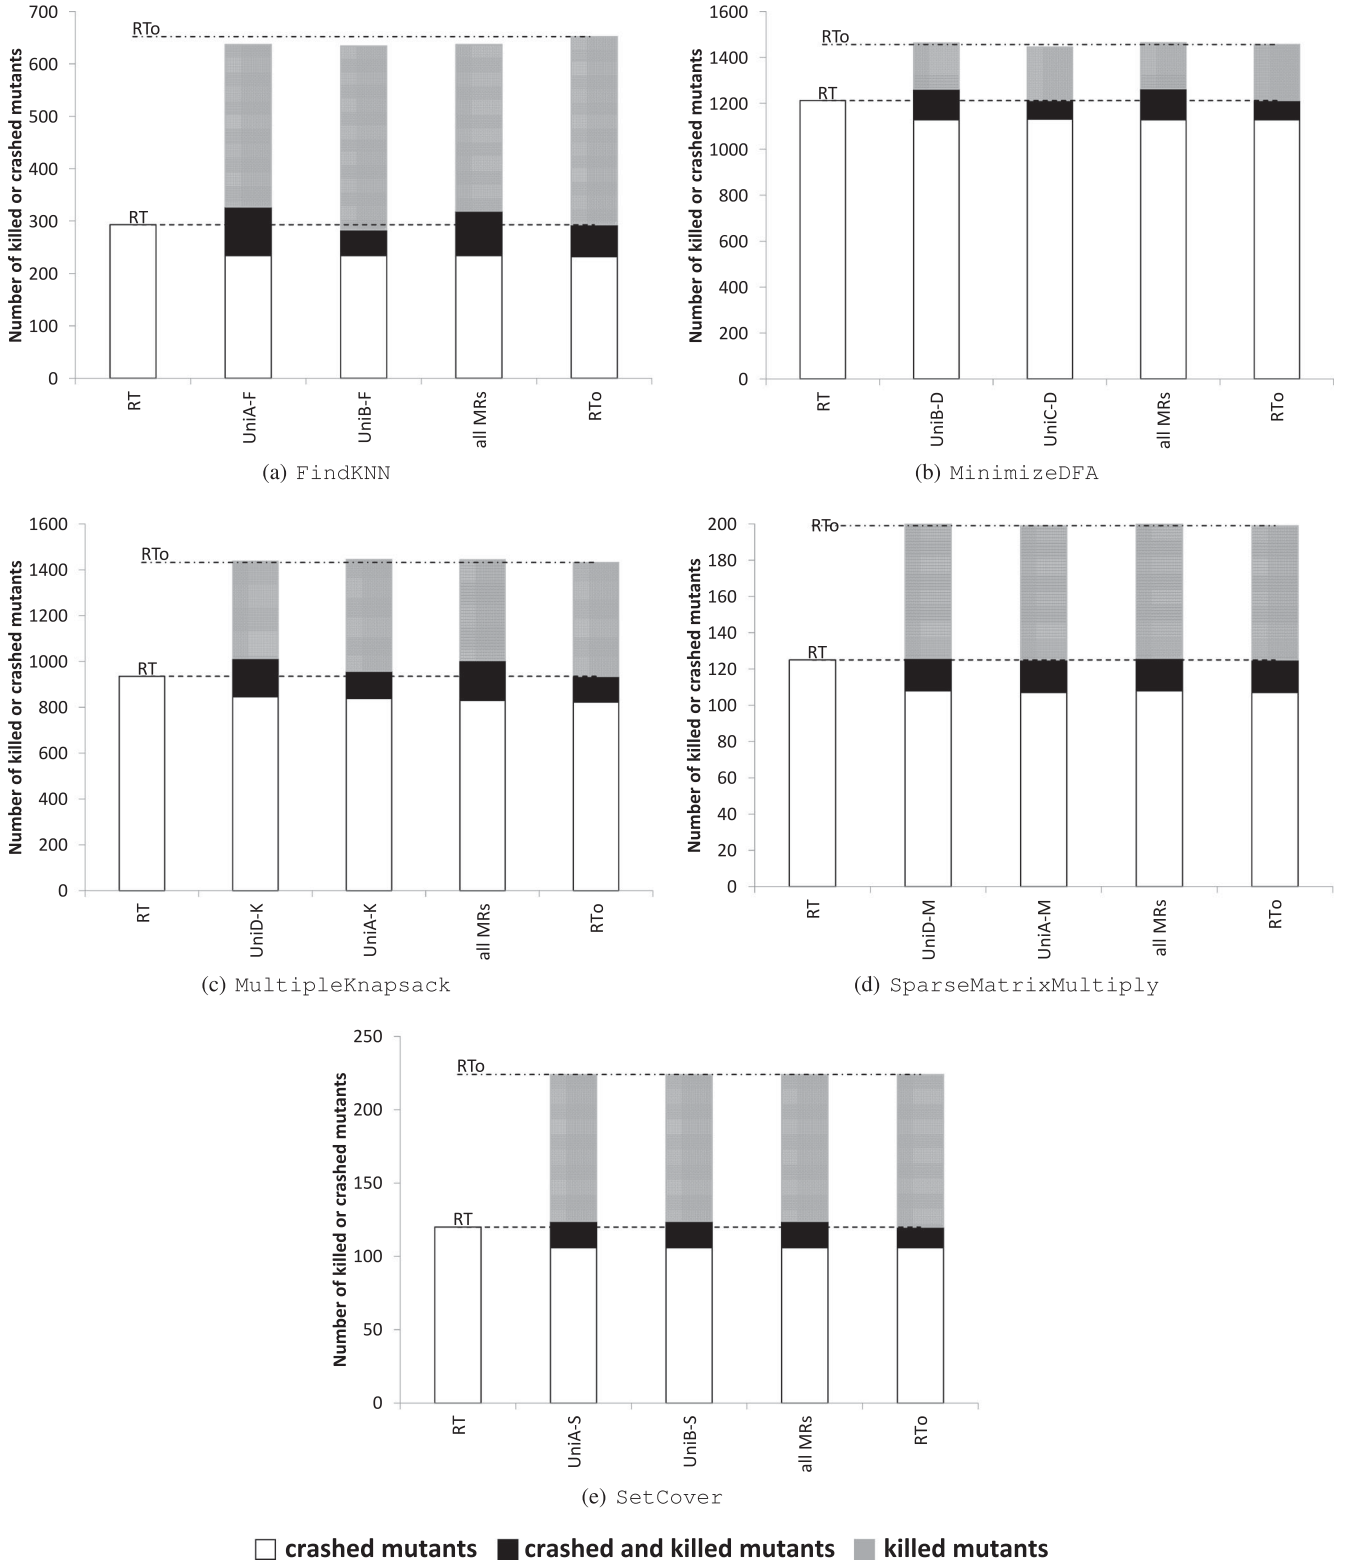 Number of killed or crashed mutants
700
600
500
400
300
200
100
0
RTo
RT
RT
UniA-F
UniB-F
all MRs
RTo
(a) FindKNN
Number of killed or crashed mutants
1600
1400
1200
1000
800
600
400
200
0
RTo
RT
RT
UniB-D
UniC-D
all MRs
RTo
(b) MinimizeDFA
Number of killed or crashed mutants
1600
1400
1200
1000
800
600
400
200
0
RTo
RT
RT
UniD-K
UniA-K
all MRs
RTo
(c) MultipleKnapsack
Number of killed or crashed mutants
200
180
160
140
120
100
80
60
40
20
0
RTo
RT
RT
UniD-M
UniA-M
all MRs
RTo
(d) SparseMatrixMultiply
Number of killed or crashed mutants
250
200
150
100
50
0
RTo
RT
RT
UniA-S
UniB-S
all MRs
RTo
(e) SetCover
crashed mutants crashed and killed mutants killed mutants